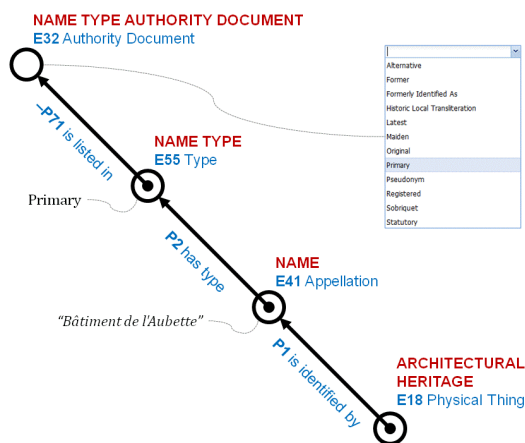 NAME TYPE AUTHORITY DOCUMENT
E32 Authority Document
Alternative
Former
Formerly Identified As
Historic Local Transliteration
Latest
Maiden
Original
Primary
Pseudonym
Registered
Sobriquet
Statutory
–P71 is listed in
NAME TYPE
E55 Type
Primary
P2 has type
NAME
E41 Appellation
“Bâtiment de l'Aubette”
P1 is identified by
ARCHITECTURAL
HERITAGE
E18 Physical Thing